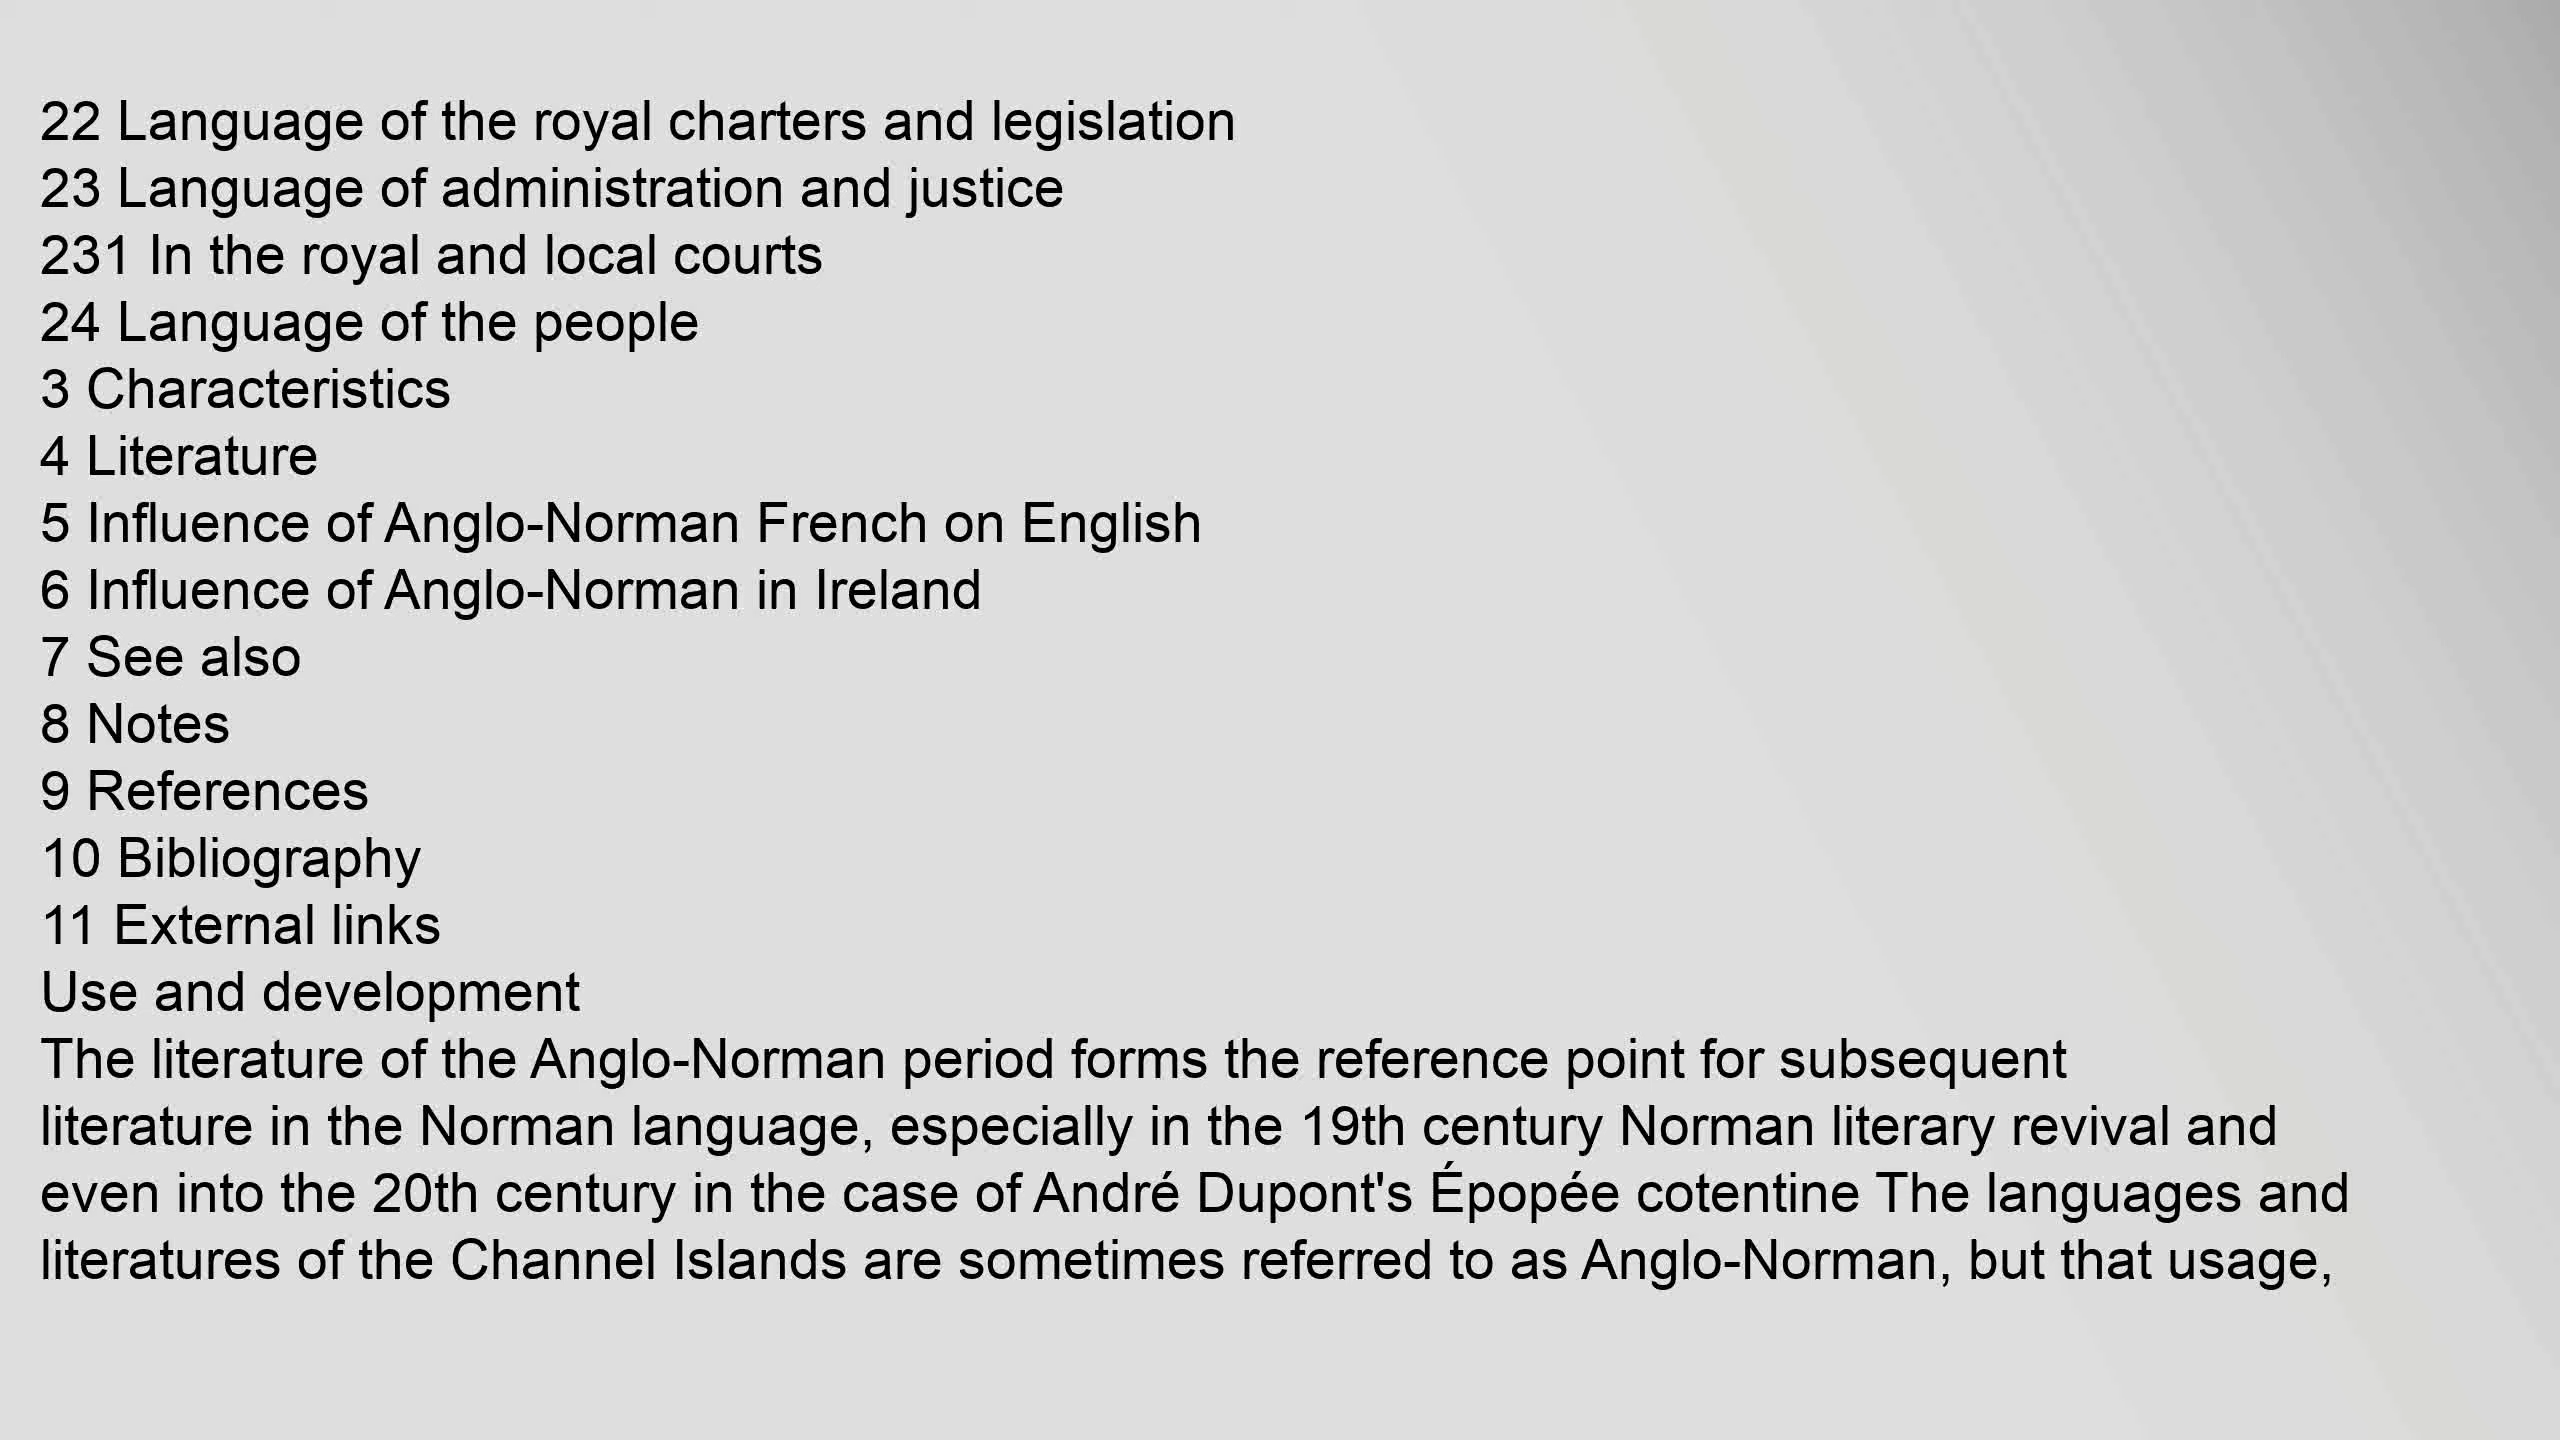 22 Language of the royal charters and legislation
23 Language of administration and justice
231 In the royal and local courts
24 Language of the people
3 Characteristics
4 Literature
5 Influence of Anglo-Norman French on English
6 Influence of Anglo-Norman in Ireland
7 See also
8 Notes
9 References
10 Bibliography
11 External links
Use and development
The literature of the Anglo-Norman period forms the reference point for subsequent
literature in the Norman language, especially in the 19th century Norman literary revival and
even into the 20th century in the case of André Dupont's Épopée cotentine The languages and
literatures of the Channel Islands are sometimes referred to as Anglo-Norman, but that usage,